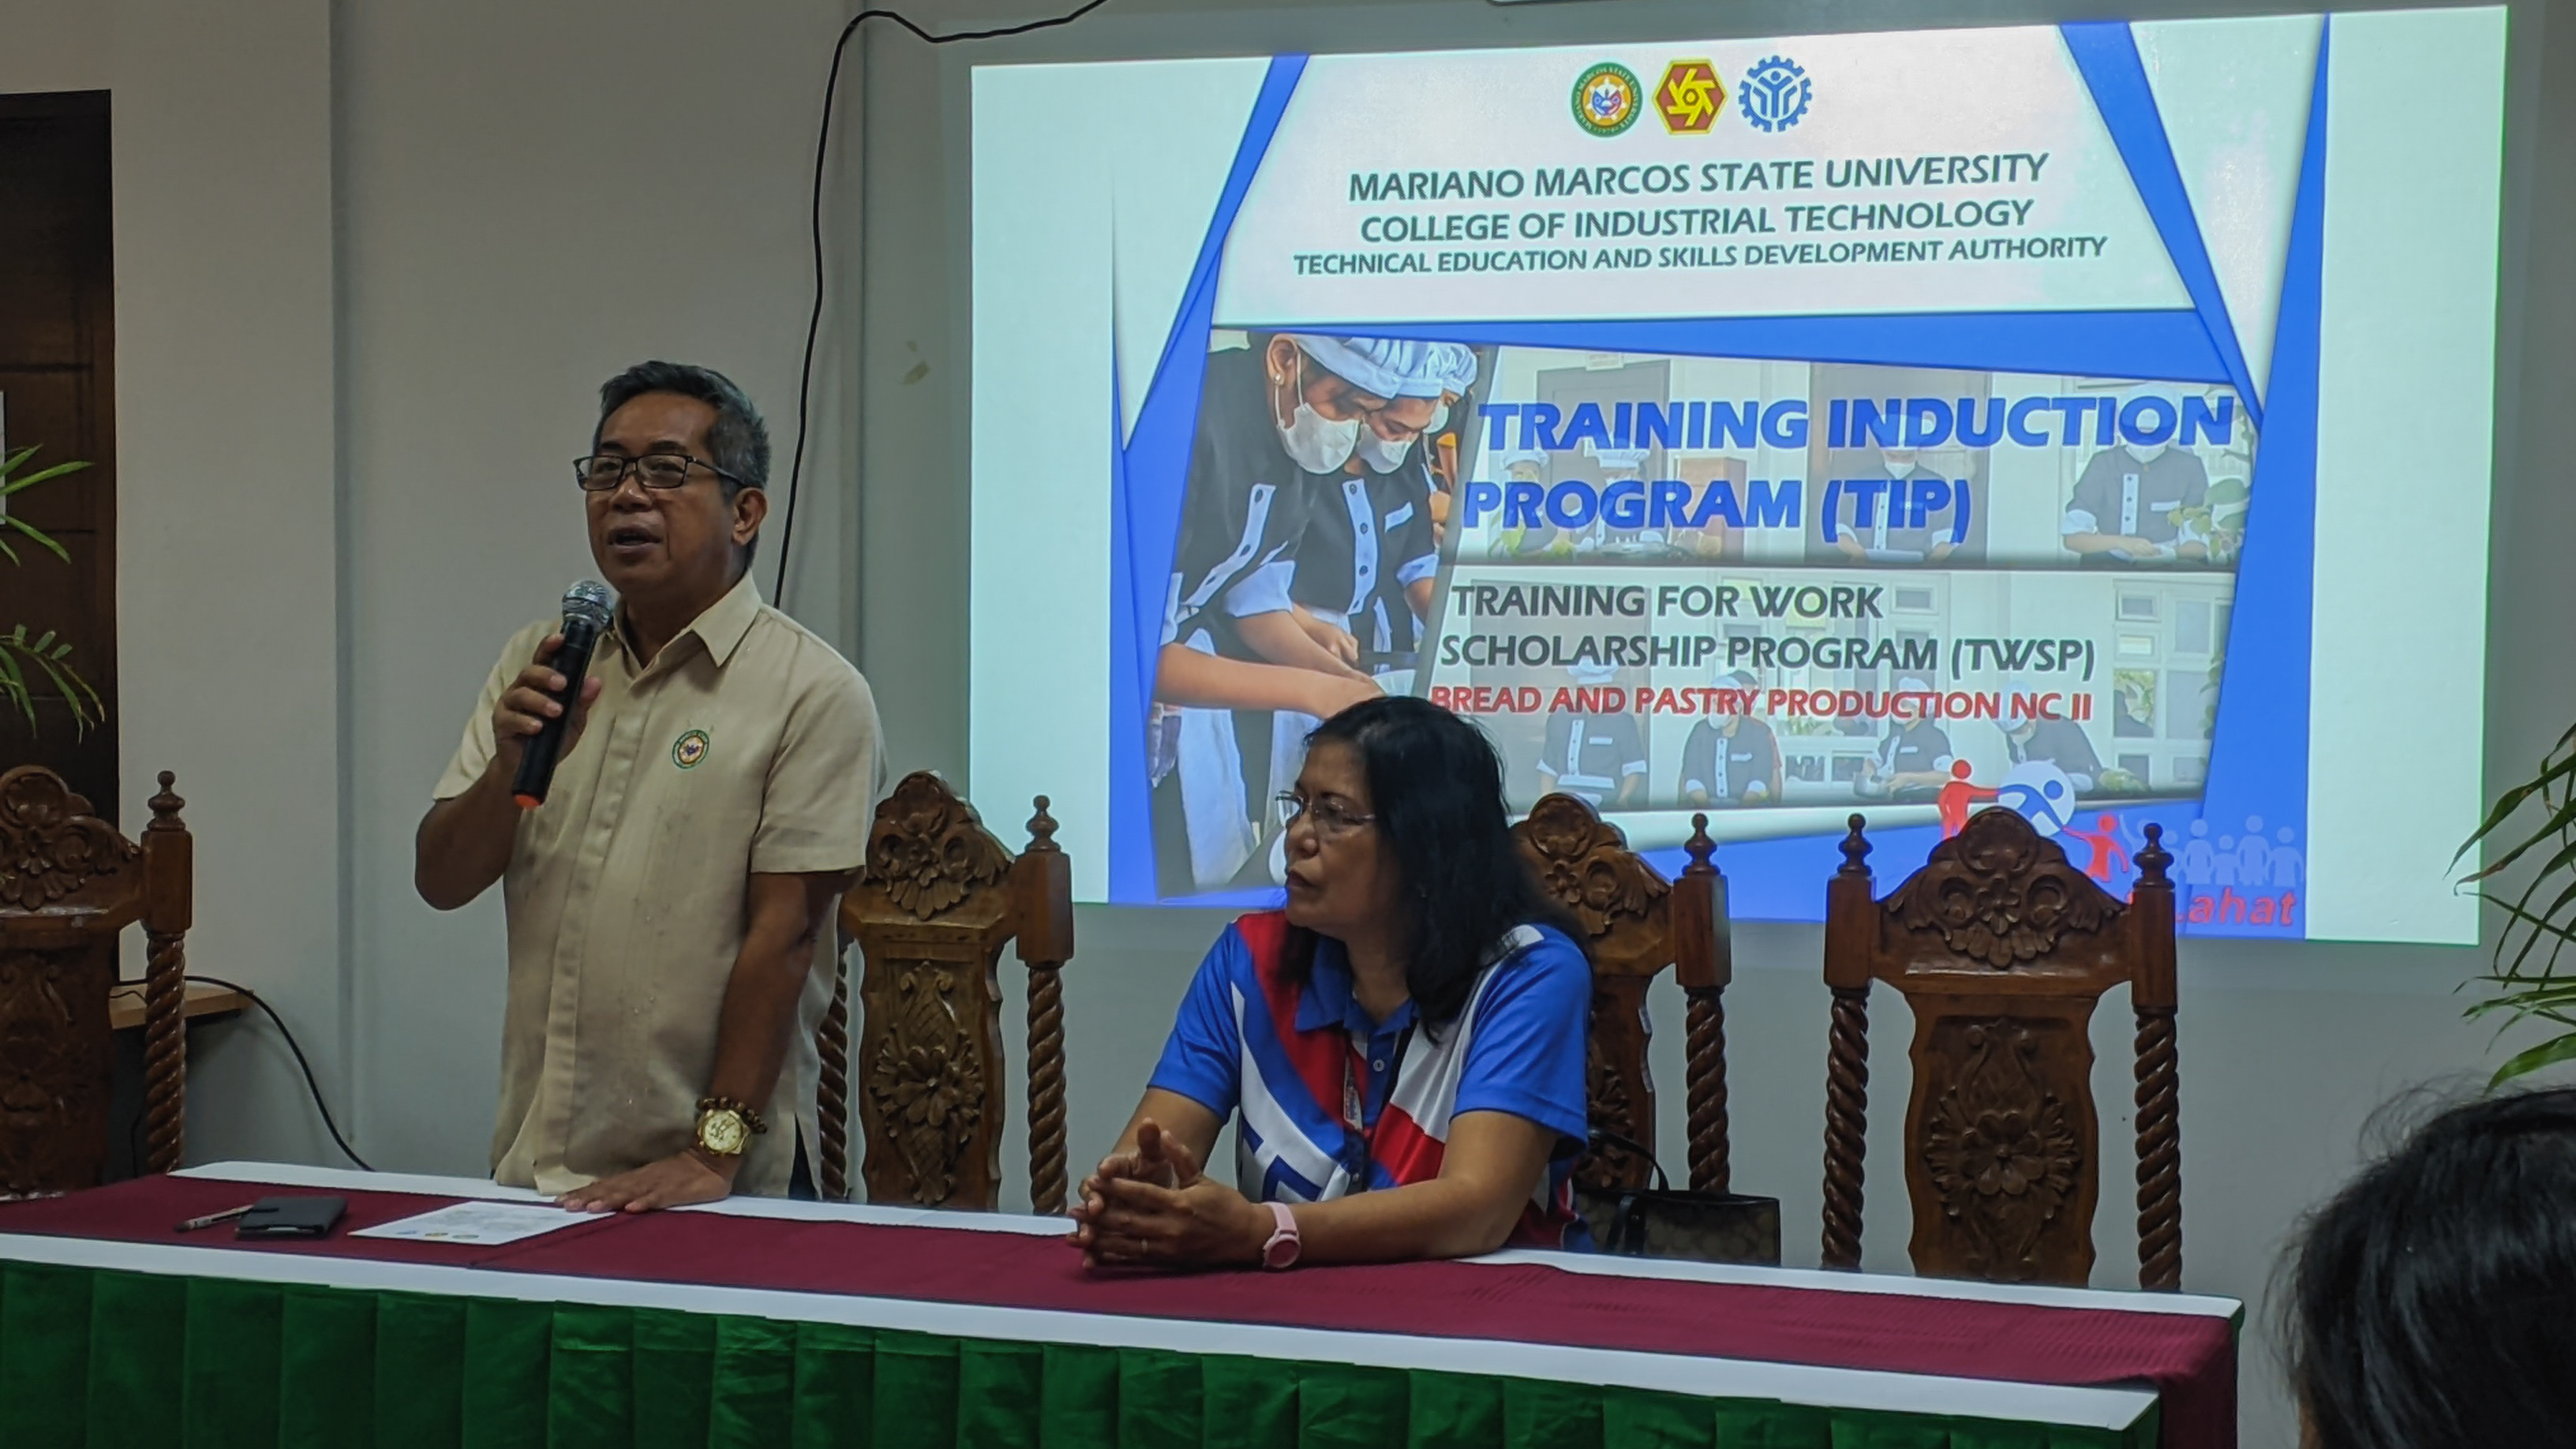 MARIANO MARCOS STATE UNIVERSITY
COLLEGE OF INDUSTRIAL TECHNOLOGY
TECHNICAL EDUCATION AND SKILLS DEVELOPMENT AUTHORITY
TRAINING INDUCTION
PROGRAM (TIP)
TRAINING FOR WORK
SCHOLARSHIP PROGRAM (TWSP)
BREAD AND PASTRY PRODUCTION NC II
Lahat